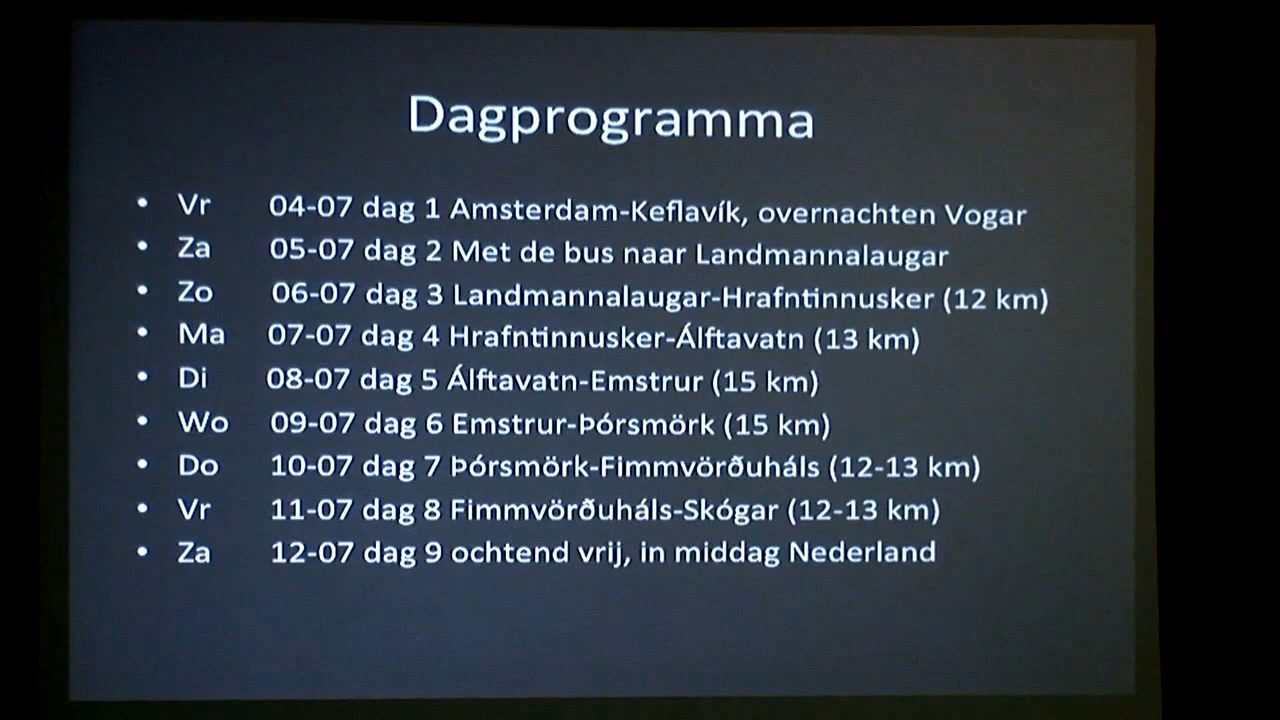 Dagprogramma
• Vr 04-07 dag 1 Amsterdam-Keflavík, overnachten Vogar
• Za 05-07 dag 2 Met de bus naar Landmannalaugar
• Zo 06-07 dag 3 Landmannalaugar-Hrafntinnusker (12 km)
• Ma 07-07 dag 4 Hrafntinnusker-Álftavatn (13 km)
• Di 08-07 dag 5 Álftavatn-Emstrur (15 km)
• Wo 09-07 dag 6 Emstrur-Þórsmörk (15 km)
• Do 10-07 dag 7 Þórsmörk-Fimmvörðuháls (12-13 km)
• Vr 11-07 dag 8 Fimmvörðuháls-Skógar (12-13 km)
• Za 12-07 dag 9 ochtend vrij, in middag Nederland